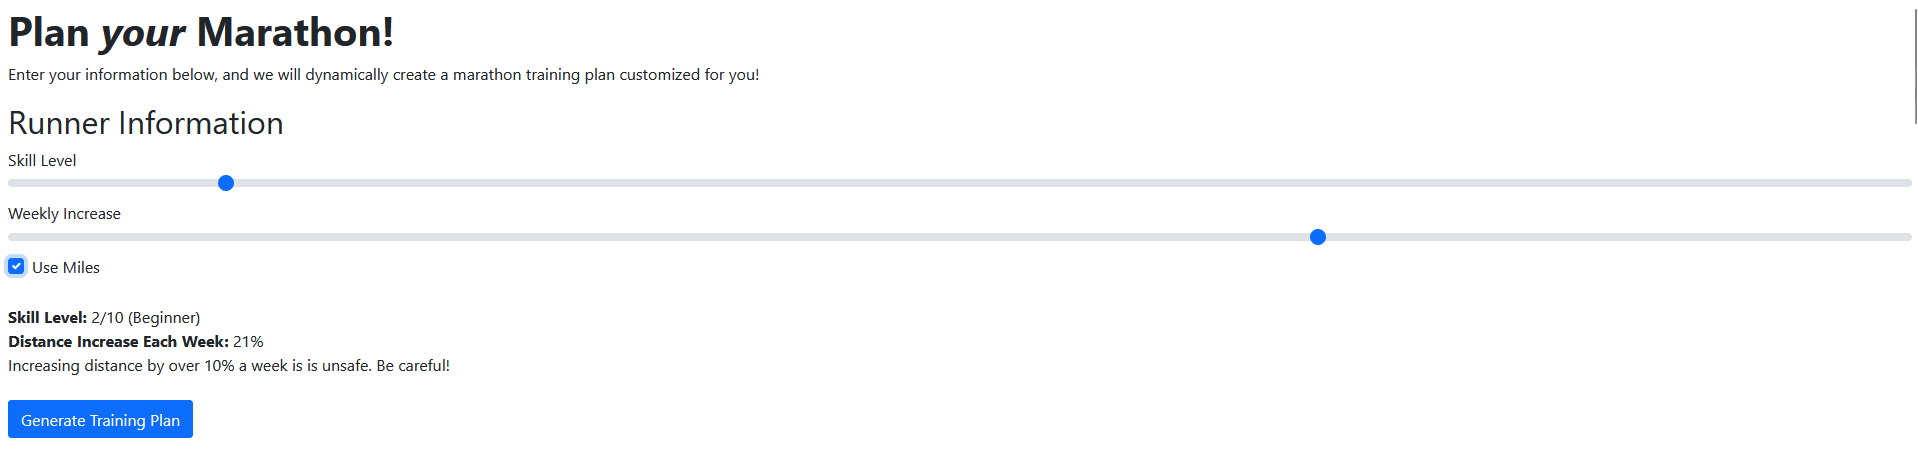 Plan your Marathon!
Enter your information below, and we will dynamically create a marathon training plan customized for you!
Runner Information
Skill Level
Weekly Increase
Use Miles
Skill Level: 2/10 (Beginner)
Distance Increase Each Week: 21%
Increasing distance by over 10% a week is is unsafe. Be careful!
Generate Training Plan